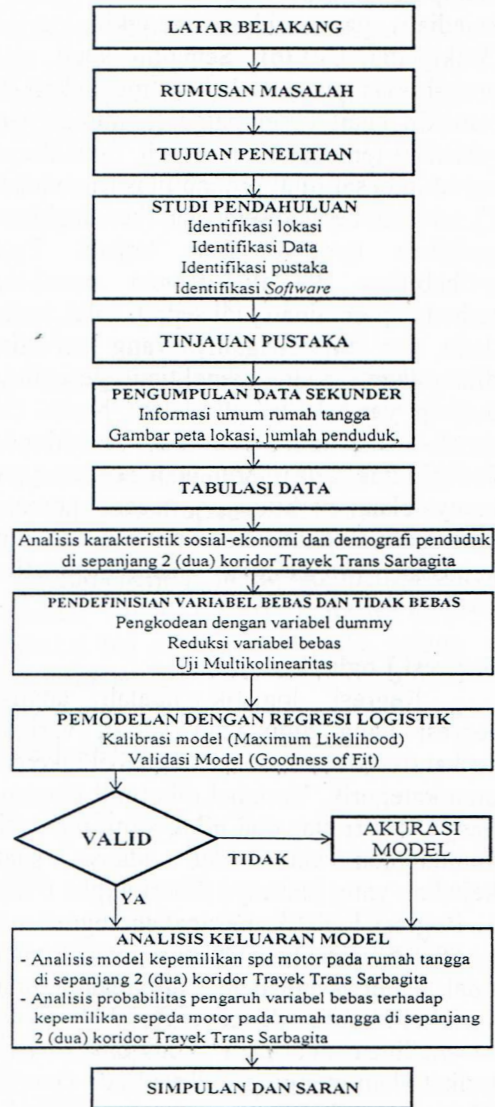 LATAR BELAKANG
RUMUSAN MASALAH
TUJUAN PENELITIAN
STUDI PENDAHULUAN
Identifikasi lokasi
Identifikasi Data
Identifikasi pustaka
Identifikasi Software
TINJAUAN PUSTAKA
PENGUMPULAN DATA SEKUNDER
Informasi umum rumah tangga
Gambar peta lokasi, jumlah penduduk,
TABULASI DATA
Analisis karakteristik sosial-ekonomi dan demografi penduduk
di sepanjang 2 (dua) koridor Trayek Trans Sarbagita
PENDEFINISIAN VARIABEL BEBAS DAN TIDAK BEBAS
Pengkodean dengan variabel dummy
Reduksi variabel bebas
Uji Multikolinearitas
PEMODELAN DENGAN REGRESI LOGISTIK
Kalibrasi model (Maximum Likelihood)
Validasi Model (Goodness of Fit)
VALID
TIDAK
AKURASI
MODEL
YA
ANALISIS KELUARAN MODEL
- Analisis model kepemilikan spd motor pada rumah tangga
di sepanjang 2 (dua) koridor Trayek Trans Sarbagita
- Analisis probabilitas pengaruh variabel bebas terhadap
kepemilikan sepeda motor pada rumah tangga di sepanjang
2 (dua) koridor Trayek Trans Sarbagita
SIMPULAN DAN SARAN